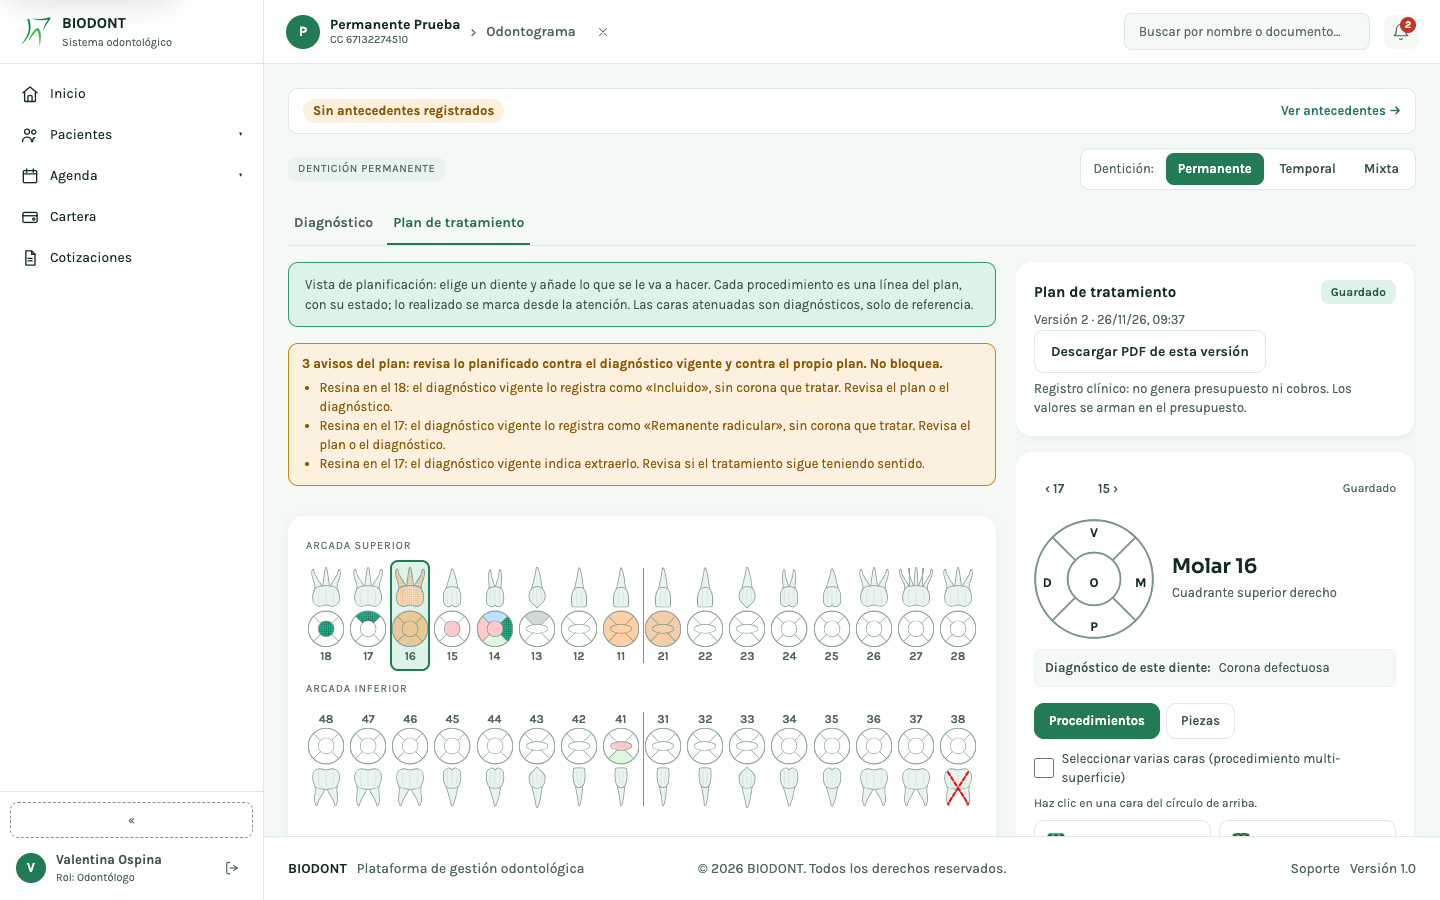 BIODONT
Sistema odontológico
Inicio
Pacientes
Agenda
Cartera
Cotizaciones
«
V
Valentina Ospina
Rol: Odontólogo
P
Permanente Prueba
CC 67132274510
› Odontograma ×
Buscar por nombre o documento…
2
Sin antecedentes registrados
Ver antecedentes →
DENTICIÓN PERMANENTE
Dentición: Permanente Temporal Mixta
Diagnóstico Plan de tratamiento
Vista de planificación: elige un diente y añade lo que se le va a hacer. Cada procedimiento es una línea del plan,
con su estado; lo realizado se marca desde la atención. Las caras atenuadas son diagnósticos, solo de referencia.
3 avisos del plan: revisa lo planificado contra el diagnóstico vigente y contra el propio plan. No bloquea.
• Resina en el 18: el diagnóstico vigente lo registra como «Incluido», sin corona que tratar. Revisa el plan o el
diagnóstico.
• Resina en el 17: el diagnóstico vigente lo registra como «Remanente radicular», sin corona que tratar. Revisa el
plan o el diagnóstico.
• Resina en el 17: el diagnóstico vigente indica extraerlo. Revisa si el tratamiento sigue teniendo sentido.
ARCADA SUPERIOR
18 17 16 15 14 13 12 11 21 22 23 24 25 26 27 28
ARCADA INFERIOR
48 47 46 45 44 43 42 41 31 32 33 34 35 36 37 38
Plan de tratamiento
Guardado
Versión 2 · 26/11/26, 09:37
Descargar PDF de esta versión
Registro clínico: no genera presupuesto ni cobros. Los
valores se arman en el presupuesto.
‹ 17 15 ›
Guardado
V
D O M
P
Molar 16
Cuadrante superior derecho
Diagnóstico de este diente: Corona defectuosa
Procedimientos Piezas
Seleccionar varias caras (procedimiento multi-
superficie)
Haz clic en una cara del círculo de arriba.
BIODONT Plataforma de gestión odontológica
© 2026 BIODONT. Todos los derechos reservados.
Soporte Versión 1.0